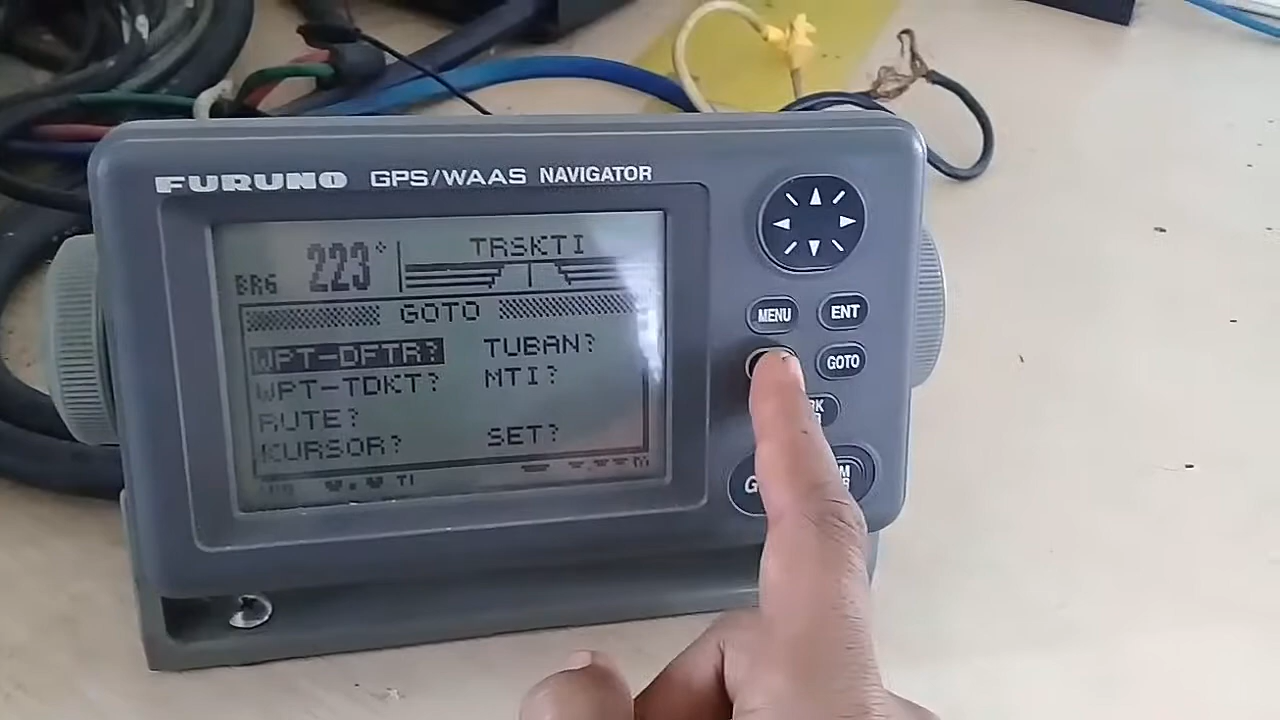 FURUNO GPS/WAAS NAVIGATOR
BRG 223° TRSKTI
GOTO
WPT-DFTR? TUBAN?
WPT-TDKT? MTI?
RUTE?
KURSOR? SET?
MENU ENT
GOTO